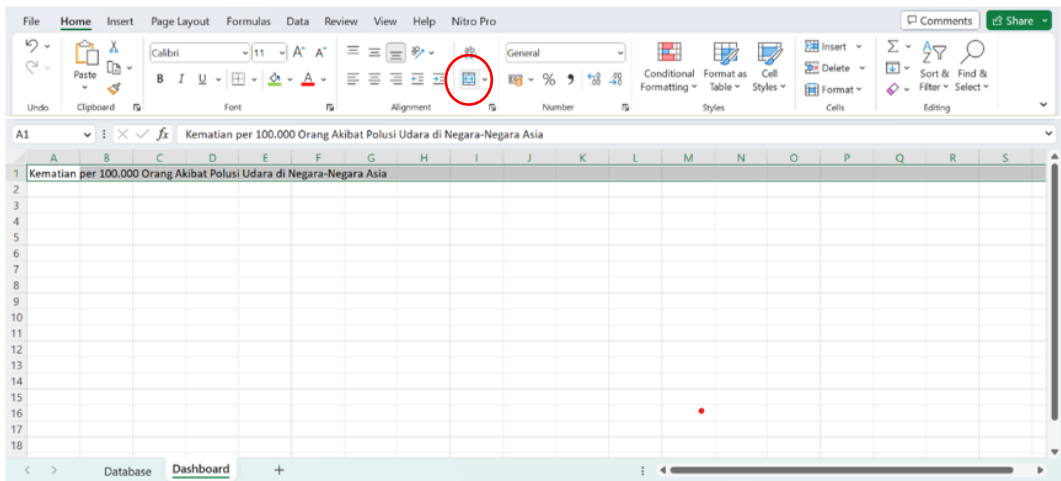 File Home Insert Page Layout Formulas Data Review View Help Nitro Pro Comments Share
Calibri 11 A^ A˅ ab General Insert Σ
Paste B I U A % , Conditional Formatting Format as Table Cell Styles Delete Sort & Filter Find & Select
Format
Undo Clipboard Font Alignment Number Styles Cells Editing
A1 fx Kematian per 100.000 Orang Akibat Polusi Udara di Negara-Negara Asia
A B C D E F G H I J K L M N O P Q R S
1 Kematian per 100.000 Orang Akibat Polusi Udara di Negara-Negara Asia
2
3
4
5
6
7
8
9
10
11
12
13
14
15
16
17
18
Database Dashboard +